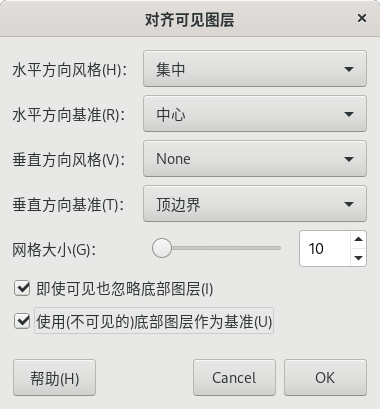 对齐可见图层
水平方向风格(H): 集中
水平方向基准(R): 中心
垂直方向风格(V): None
垂直方向基准(T): 顶边界
网格大小(G): 10
即使可见也忽略底部图层(I)
使用(不可见的)底部图层作为基准(U)
帮助(H) Cancel OK